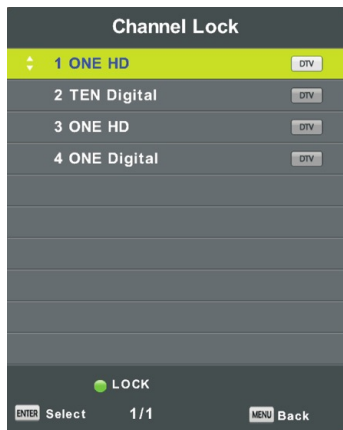 Channel Lock
1 ONE HD DTV
2 TEN Digital DTV
3 ONE HD DTV
4 ONE Digital DTV
LOCK
ENTER Select 1/1 MENU Back